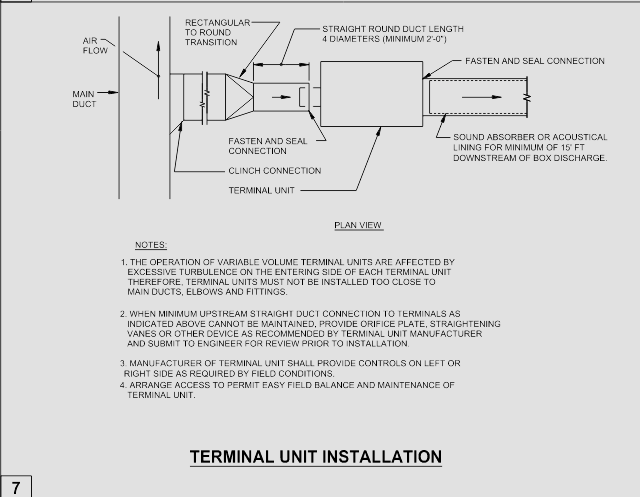 RECTANGULAR
TO ROUND
TRANSITION
STRAIGHT ROUND DUCT LENGTH
4 DIAMETERS (MINIMUM 2'-0")
AIR
FLOW
FASTEN AND SEAL CONNECTION
MAIN
DUCT
FASTEN AND SEAL
CONNECTION
SOUND ABSORBER OR ACOUSTICAL
LINING FOR MINIMUM OF 15' FT
DOWNSTREAM OF BOX DISCHARGE.
CLINCH CONNECTION
TERMINAL UNIT
PLAN VIEW
NOTES:
1. THE OPERATION OF VARIABLE VOLUME TERMINAL UNITS ARE AFFECTED BY
EXCESSIVE TURBULENCE ON THE ENTERING SIDE OF EACH TERMINAL UNIT
THEREFORE, TERMINAL UNITS MUST NOT BE INSTALLED TOO CLOSE TO
MAIN DUCTS, ELBOWS AND FITTINGS.
2. WHEN MINIMUM UPSTREAM STRAIGHT DUCT CONNECTION TO TERMINALS AS
INDICATED ABOVE CANNOT BE MAINTAINED, PROVIDE ORIFICE PLATE, STRAIGHTENING
VANES OR OTHER DEVICE AS RECOMMENDED BY TERMINAL UNIT MANUFACTURER
AND SUBMIT TO ENGINEER FOR REVIEW PRIOR TO INSTALLATION.
3. MANUFACTURER OF TERMINAL UNIT SHALL PROVIDE CONTROLS ON LEFT OR
RIGHT SIDE AS REQUIRED BY FIELD CONDITIONS.
4. ARRANGE ACCESS TO PERMIT EASY FIELD BALANCE AND MAINTENANCE OF
TERMINAL UNIT.
TERMINAL UNIT INSTALLATION
7